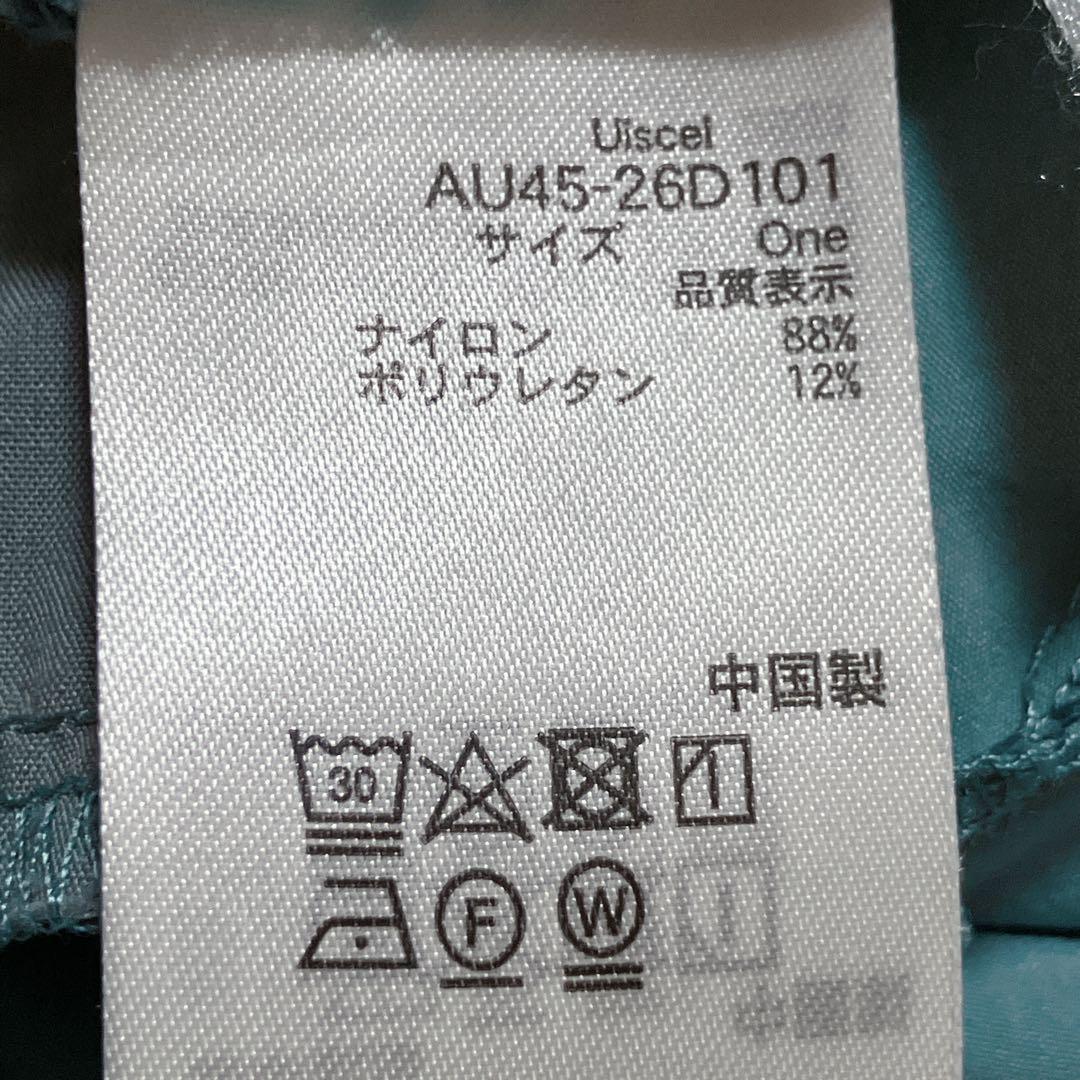 Uiscel
AU45-26D101
サイズ One
品質表示
ナイロン 88%
ポリウレタン 12%
中国製
30
F W